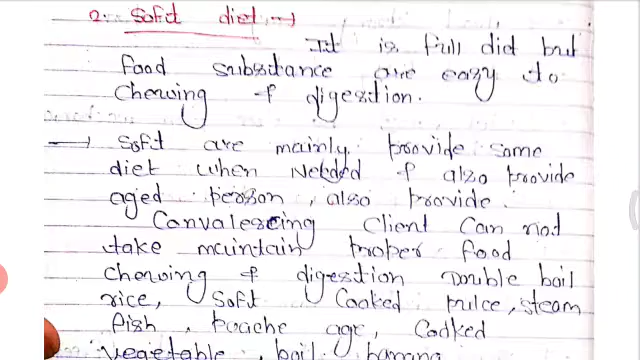 2. Soft diet →
It is full diet but
food substance are eazy to
chewing & digestion.
→ Soft are mainly provide some
diet when Needed & also provide
aged person, also provide.
Convalescing client can not
take maintain proper food
chewing & digestion Double boil
rice, Soft Cooked pulce, steam
fish, Poache age, Cooked
vegetable, boil banana